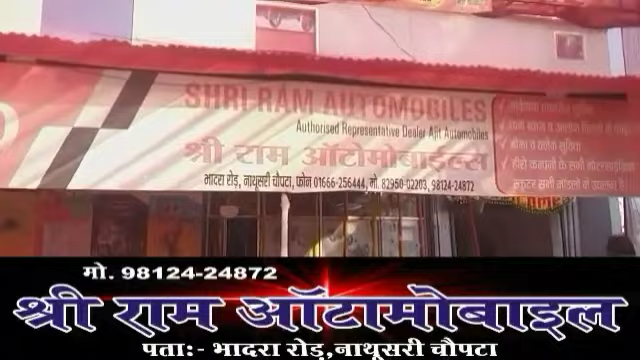 SHRI RAM AUTOMOBILES
Authorised Representative Dealer Ajit Automobiles
श्री राम ऑटोमोबाइल्स
भादरा रोड़, नाथूसरी चौपटा, फोन 01666-256444, मो. 82950-02203, 98124-24872
मो. 98124-24872
श्री राम ऑटामोबाइल
पताः- भादरा रोड़,नाथूसरी चौपटा